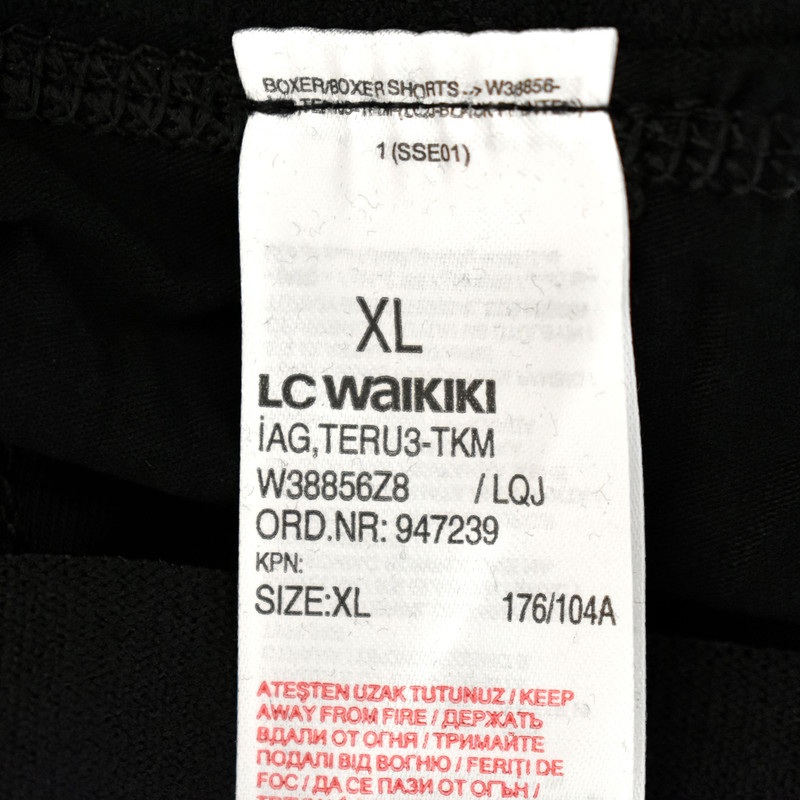 BOXER/BOXER SHORTS --> W38856-
1 (SSE01)
XL
LC WAIKIKI
İAG,TERU3-TKM
W38856Z8 / LQJ
ORD.NR: 947239
KPN:
SIZE:XL 176/104A
ATEŞTEN UZAK TUTUNUZ / KEEP
AWAY FROM FIRE / ДЕРЖАТЬ
ВДАЛИ ОТ ОГНЯ / ТРИМАЙТЕ
ПОДАЛІ ВІД ВОГНЮ / FERIȚI DE
FOC / ДА СЕ ПАЗИ ОТ ОГЪН /